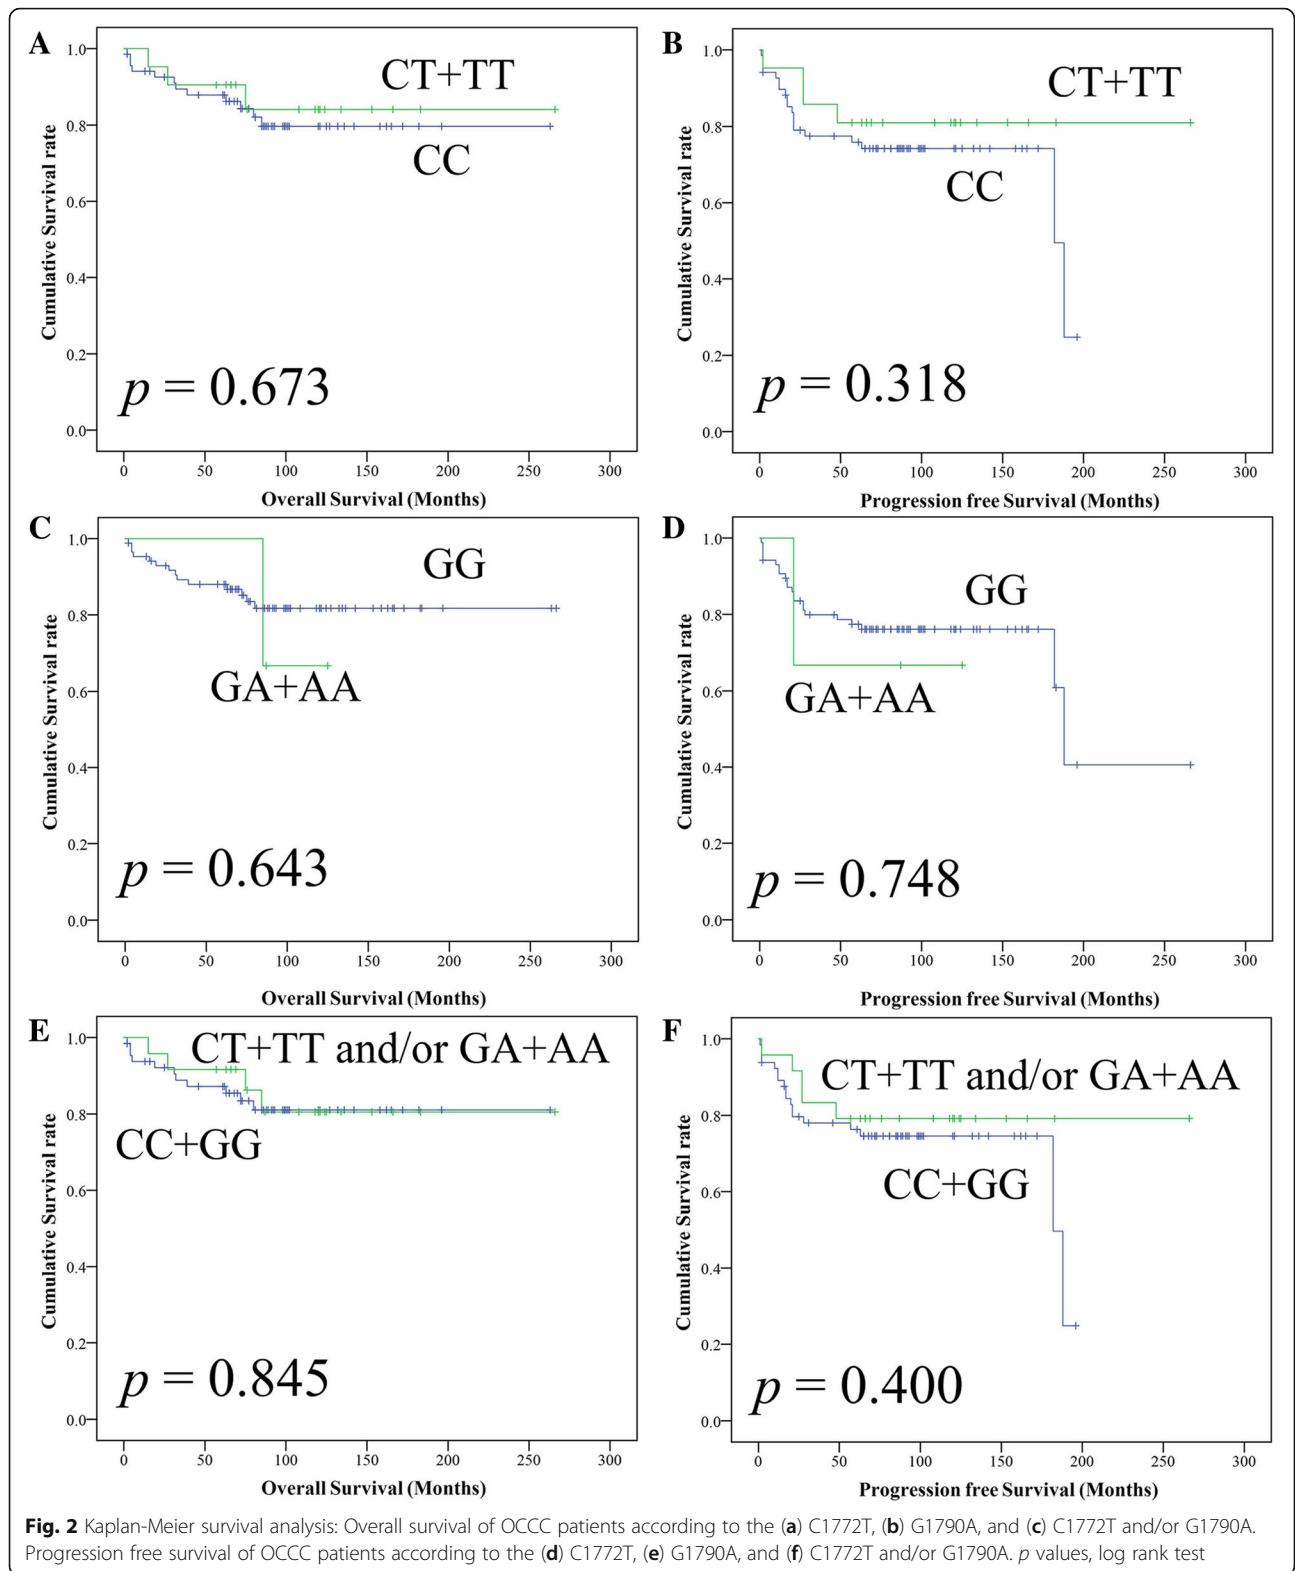 A
1.0
0.8
0.6
0.4
0.2
0.0
Cumulative Survival rate
CT+TT
CC
p = 0.673
0 50 100 150 200 250 300
Overall Survival (Months)
B
1.0
0.8
0.6
0.4
0.2
0.0
Cumulative Survival rate
CT+TT
CC
p = 0.318
0 50 100 150 200 250 300
Progression free Survival (Months)
C
1.0
0.8
0.6
0.4
0.2
0.0
Cumulative Survival rate
GG
GA+AA
p = 0.643
0 50 100 150 200 250 300
Overall Survival (Months)
D
1.0
0.8
0.6
0.4
0.2
0.0
Cumulative Survival rate
GG
GA+AA
p = 0.748
0 50 100 150 200 250 300
Progression free Survival (Months)
E
1.0
0.8
0.6
0.4
0.2
0.0
Cumulative Survival rate
CT+TT and/or GA+AA
CC+GG
p = 0.845
0 50 100 150 200 250 300
Overall Survival (Months)
F
1.0
0.8
0.6
0.4
0.2
0.0
Cumulative Survival rate
CT+TT and/or GA+AA
CC+GG
p = 0.400
0 50 100 150 200 250 300
Progression free Survival (Months)
Fig. 2 Kaplan-Meier survival analysis: Overall survival of OCCC patients according to the (a) C1772T, (b) G1790A, and (c) C1772T and/or G1790A.
Progression free survival of OCCC patients according to the (d) C1772T, (e) G1790A, and (f) C1772T and/or G1790A. p values, log rank test